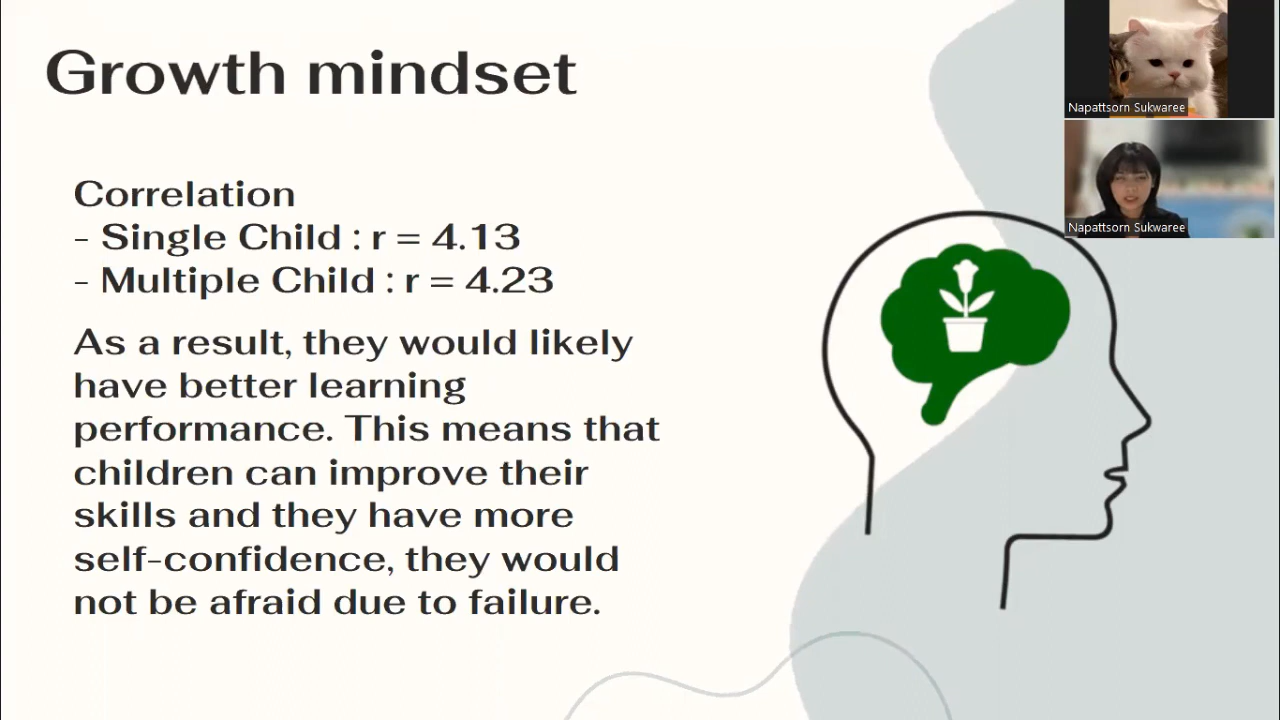 Growth mindset
Correlation
- Single Child : r = 4.13
- Multiple Child : r = 4.23
As a result, they would likely
have better learning
performance. This means that
children can improve their
skills and they have more
self-confidence, they would
not be afraid due to failure.
Napattsorn Sukwaree
Napattsorn Sukwaree